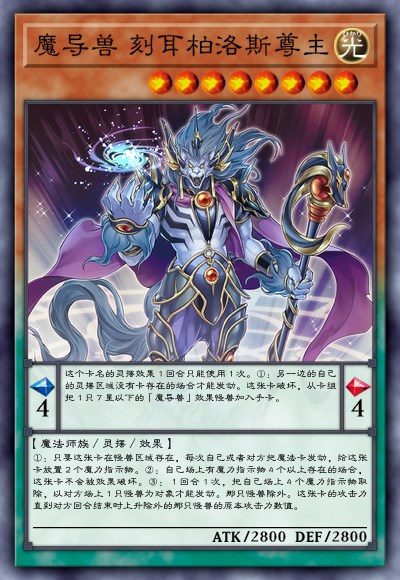 魔导兽 刻耳柏洛斯尊主
光
这个卡名的灵摆效果1回合只能使用1次。①：另一边的自己
的灵摆区域没有卡存在的场合才能发动。这张卡破坏，从卡组
把1只7星以下的「魔导兽」效果怪兽加入手卡。
4
4
【魔法师族／灵摆／效果】
①：只要这张卡在怪兽区域存在，每次自己或者对方把魔法卡发动，给这张
卡放置2个魔力指示物。②：自己场上有魔力指示物4个以上存在的场合，
这张卡不会被效果破坏。③：1回合1次，把自己场上4个魔力指示物取
除，以对方场上1只怪兽为对象才能发动。那只怪兽除外。这张卡的攻击力
直到对方回合结束时上升除外的那只怪兽的原本攻击力数值。
ATK/2800 DEF/2800